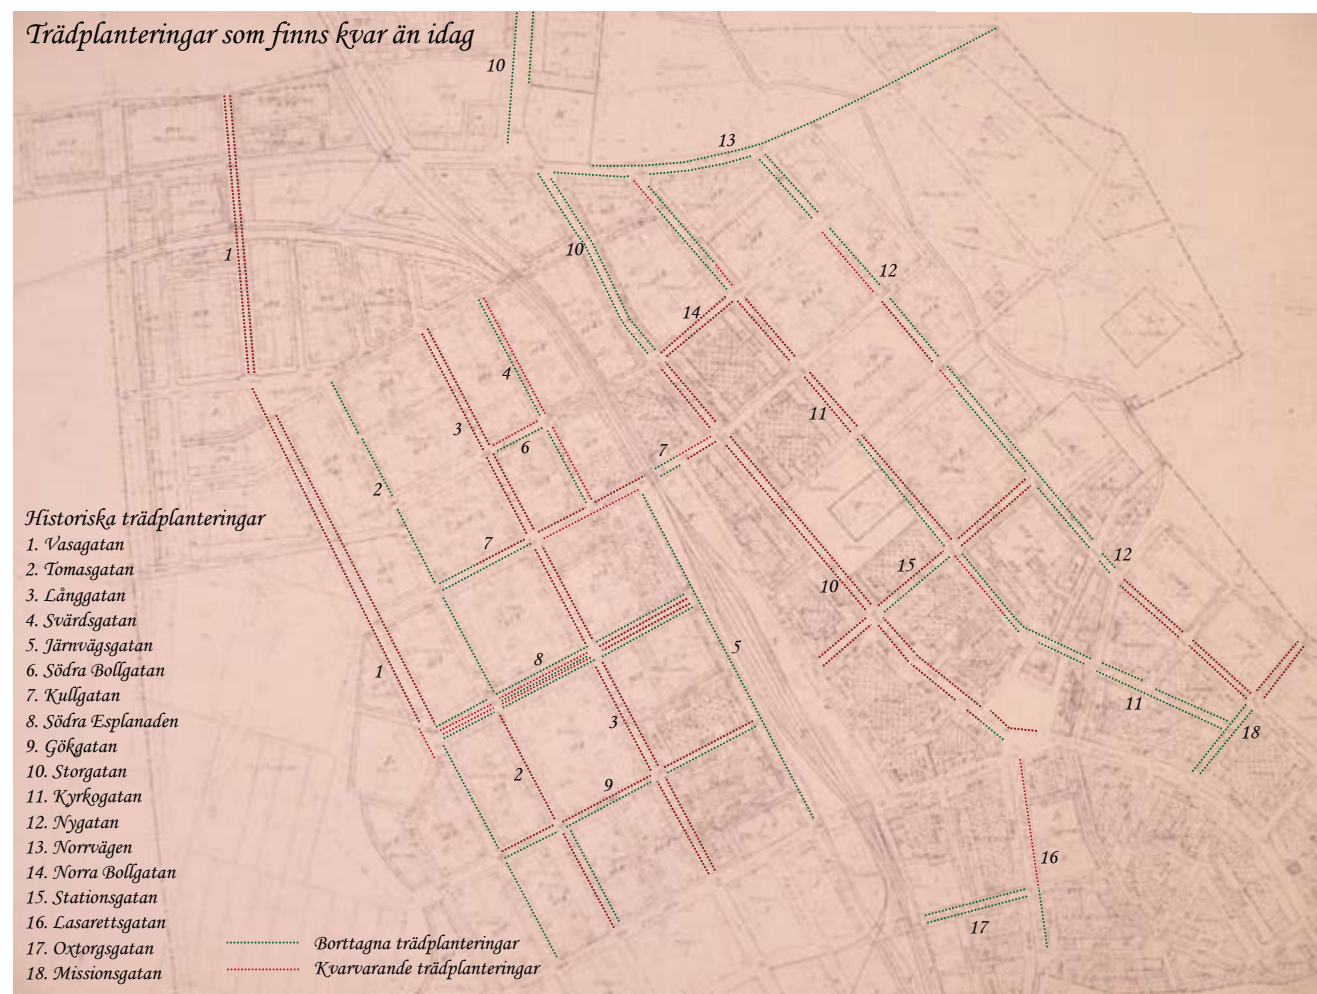 Trädplanteringar som finns kvar än idag
10
13
1
10
12
14
4
3
11
6
7
2
Historiska trädplanteringar
1. Vasagatan
2. Tomasgatan
3. Långgatan
4. Svärdsgatan
5. Järnvägsgatan
6. Södra Bollgatan
7. Kullgatan
8. Södra Esplanaden
9. Gökgatan
10. Storgatan
11. Kyrkogatan
12. Nygatan
13. Norrvägen
14. Norra Bollgatan
15. Stationsgatan
16. Lasarettsgatan
17. Oxtorgsgatan
18. Missionsgatan
7
12
15
10
5
8
1
11
3
18
2
9
16
17
Borttagna trädplanteringar
Kvarvarande trädplanteringar